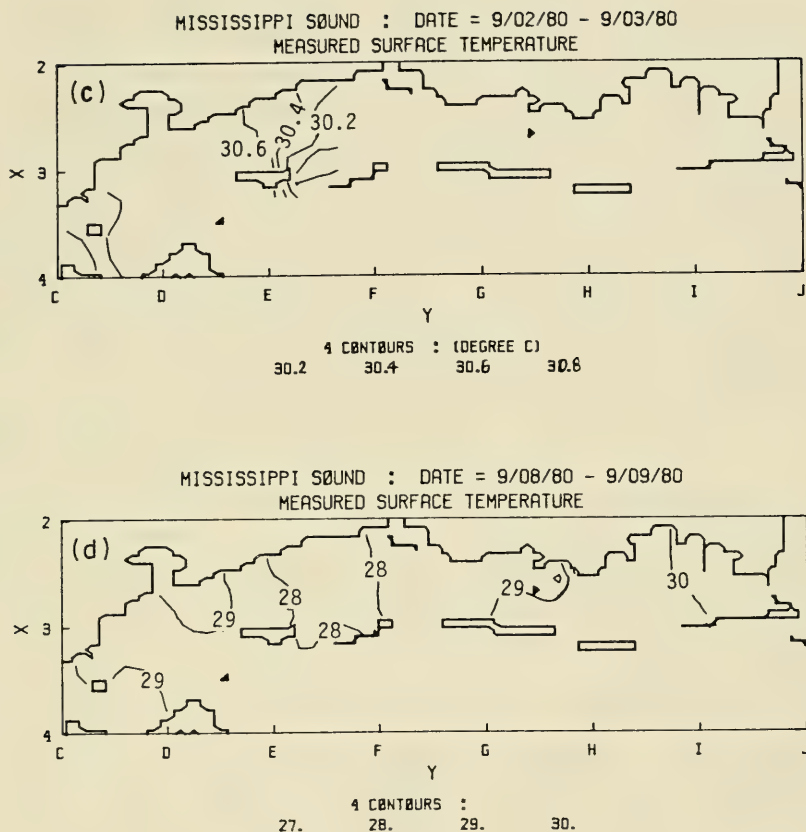 MISSISSIPPI SØUND : DATE = 9/02/80 - 9/03/80
MEASURED SURFACE TEMPERATURE
2
(c)
30.6
30.4
30.2
X
3
4
C D E F G H I J
Y
4 CØNTØURS : (DEGREE C)
30.2 30.4 30.6 30.8
MISSISSIPPI SØUND : DATE = 9/08/80 - 9/09/80
MEASURED SURFACE TEMPERATURE
2
(d)
28
29
30
29
28
X
3
28
29
4
C D E F G H I J
Y
4 CØNTØURS :
27. 28. 29. 30.